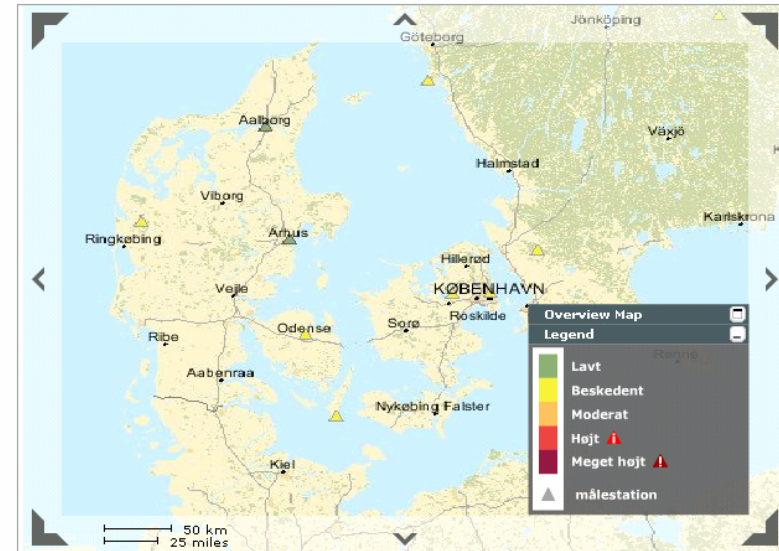 Jönköping
Göteborg
Aalborg
Växjö
Halmstad
Viborg
Karlskrona
Ringkøbing
Århus
Hillerød
Vejle
KØBENHAVN
Roskilde
Odense
Sorø
Ribe
Rønne
Aabenraa
Nykøbing Falster
Kiel
Overview Map
Legend
Lavt
Beskedent
Moderat
Højt
Meget højt
målestation
50 km
25 miles